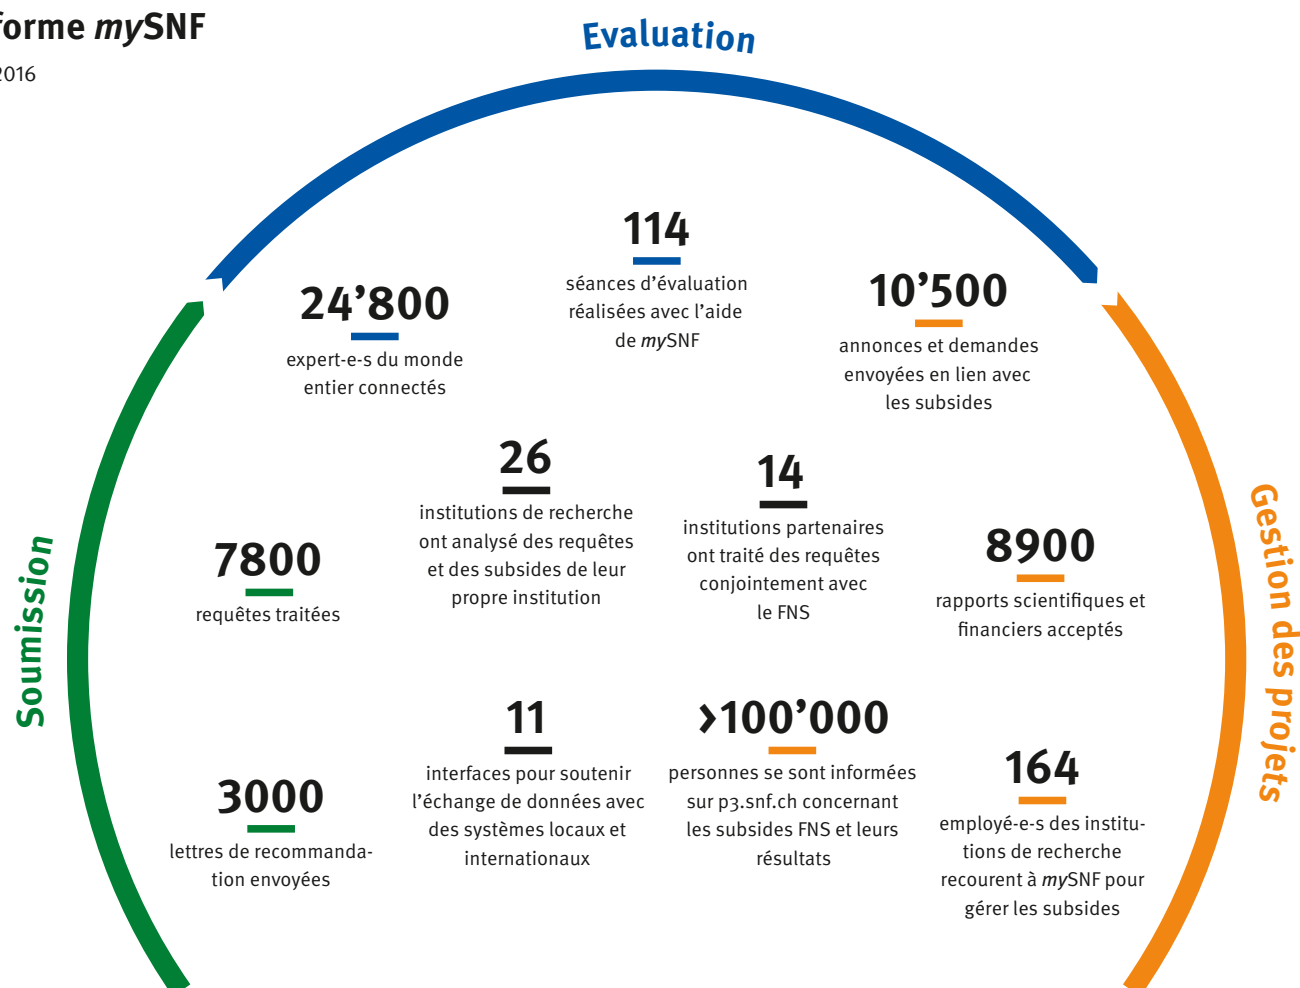 forme mySNF
2016
Evaluation
114
séances d’évaluation
réalisées avec l’aide
de mySNF
24’800
expert-e-s du monde
entier connectés
10’500
annonces et demandes
envoyées en lien avec
les subsides
26
institutions de recherche
ont analysé des requêtes
et des subsides de leur
propre institution
14
institutions partenaires
ont traité des requêtes
conjointement avec
le FNS
Soumission
7800
requêtes traitées
8900
rapports scientifiques et
financiers acceptés
Gestion des projets
3000
lettres de recommanda-
tion envoyées
11
interfaces pour soutenir
l’échange de données avec
des systèmes locaux et
internationaux
>100’000
personnes se sont informées
sur p3.snf.ch concernant
les subsides FNS et leurs
résultats
164
employé-e-s des institu-
tions de recherche
recourent à mySNF pour
gérer les subsides